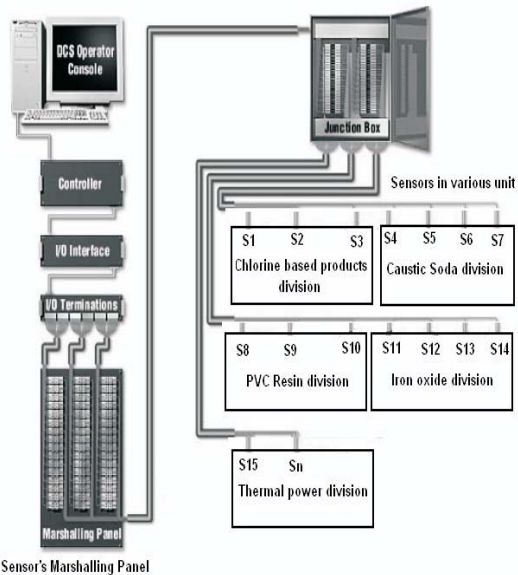 DCS Operator
Console
Controller
I/O Interface
I/O Terminations
Marshalling Panel
Sensor's Marshalling Panel
Junction Box
Sensors in various unit
S1 S2 S3
Chlorine based products
division
S4 S5 S6 S7
Caustic Soda division
S8 S9 S10
PVC Resin division
S11 S12 S13 S14
Iron oxide division
S15 Sn
Thermal power division